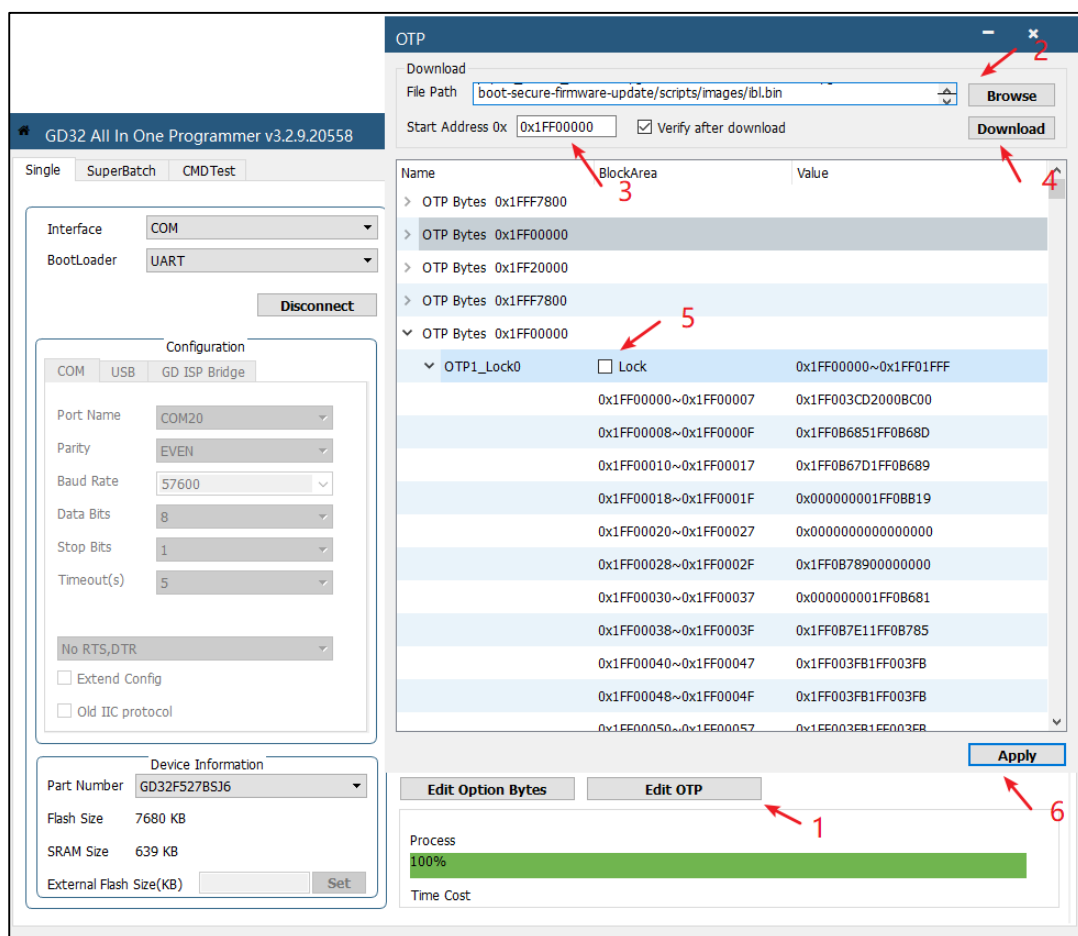 OTP
2
Download
File Path boot-secure-firmware-update/scripts/images/ibl.bin Browse
Start Address 0x 0x1FF00000 Verify after download Download
3
4
GD32 All In One Programmer v3.2.9.20558
Single SuperBatch CMDTest
Interface COM
BootLoader UART
Disconnect
Configuration
COM USB GD ISP Bridge
Port Name COM20
Parity EVEN
Baud Rate 57600
Data Bits 8
Stop Bits 1
Timeout(s) 5
No RTS,DTR
Extend Config
Old IIC protocol
Device Information
Part Number GD32F527BSJ6
Flash Size 7680 KB
SRAM Size 639 KB
External Flash Size(KB) Set
Name BlockArea Value
OTP Bytes 0x1FFF7800
OTP Bytes 0x1FF00000
OTP Bytes 0x1FF20000
OTP Bytes 0x1FFF7800
5
OTP Bytes 0x1FF00000
OTP1_Lock0 Lock 0x1FF00000~0x1FF01FFF
0x1FF00000~0x1FF00007 0x1FF003CD2000BC00
0x1FF00008~0x1FF0000F 0x1FF0B6851FF0B68D
0x1FF00010~0x1FF00017 0x1FF0B67D1FF0B689
0x1FF00018~0x1FF0001F 0x000000001FF0BB19
0x1FF00020~0x1FF00027 0x0000000000000000
0x1FF00028~0x1FF0002F 0x1FF0B78900000000
0x1FF00030~0x1FF00037 0x000000001FF0B681
0x1FF00038~0x1FF0003F 0x1FF0B7E11FF0B785
0x1FF00040~0x1FF00047 0x1FF003FB1FF003FB
0x1FF00048~0x1FF0004F 0x1FF003FB1FF003FB
0x1FF00050~0x1FF00057 0x1FF003FB1FF003FB
Apply
6
Edit Option Bytes Edit OTP
1
Process
100%
Time Cost